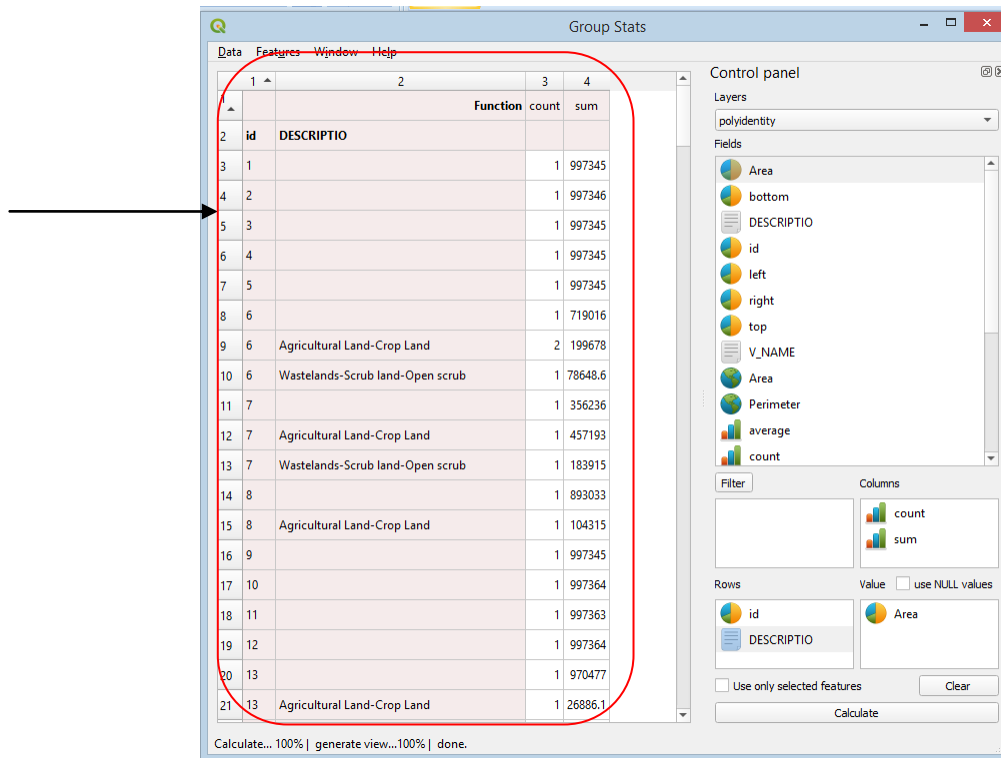 Group Stats
Data Features Window Help
1 2 3 4
1 Function count sum
2 id DESCRIPTIO
3 1 1 997345
4 2 1 997346
5 3 1 997345
6 4 1 997345
7 5 1 997345
8 6 1 719016
9 6 Agricultural Land-Crop Land 2 199678
10 6 Wastelands-Scrub land-Open scrub 1 78648.6
11 7 1 356236
12 7 Agricultural Land-Crop Land 1 457193
13 7 Wastelands-Scrub land-Open scrub 1 183915
14 8 1 893033
15 8 Agricultural Land-Crop Land 1 104315
16 9 1 997345
17 10 1 997364
18 11 1 997363
19 12 1 997364
20 13 1 970477
21 13 Agricultural Land-Crop Land 1 26886.1
Calculate... 100% | generate view...100% | done.
Control panel
Layers
polyidentity
Fields
Area
bottom
DESCRIPTIO
id
left
right
top
V_NAME
Area
Perimeter
average
count
Filter Columns
count
sum
Rows Value use NULL values
id Area
DESCRIPTIO
Use only selected features Clear
Calculate